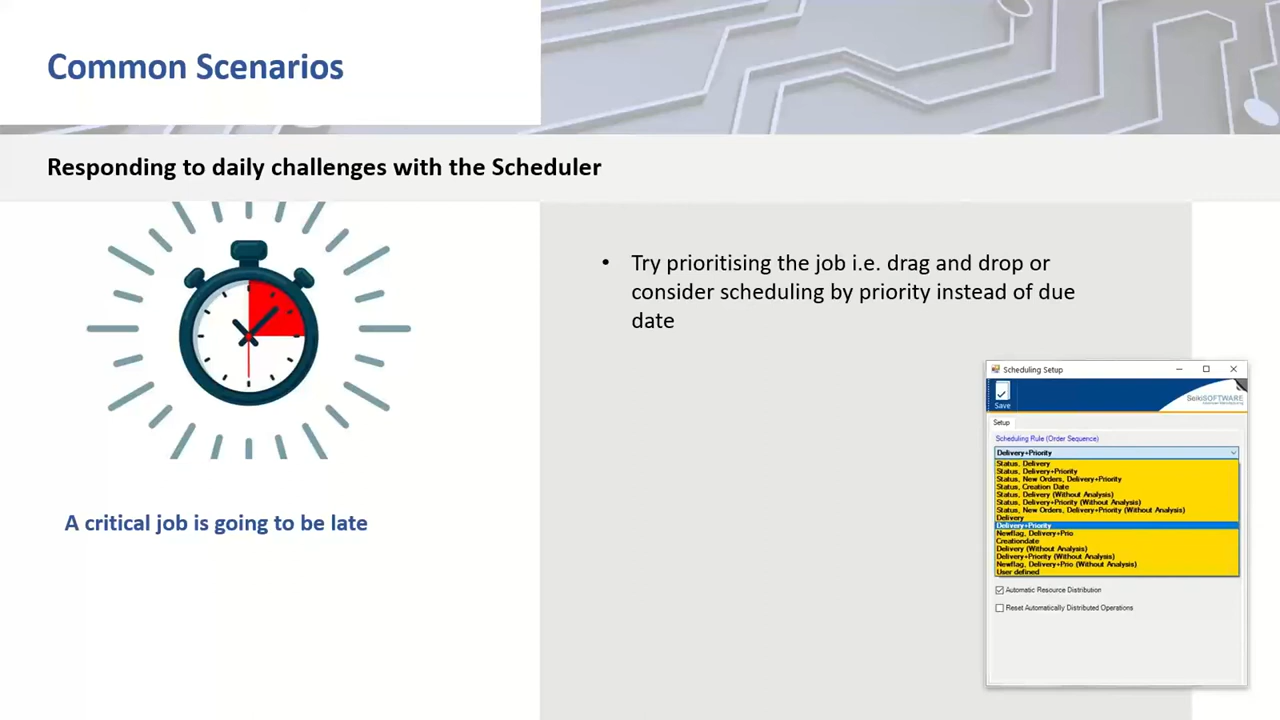 Common Scenarios
Responding to daily challenges with the Scheduler
• Try prioritising the job i.e. drag and drop or
consider scheduling by priority instead of due
date
A critical job is going to be late
Scheduling Setup
Save
SeikiSOFTWARE
Setup
Scheduling Rule (Order Sequence)
Delivery+Priority
Status, Delivery
Status, Delivery+Priority
Status, New Orders, Delivery+Priority
Status, Creation Date
Status, Delivery (Without Analysis)
Status, Delivery+Priority (Without Analysis)
Status, New Orders, Delivery+Priority (Without Analysis)
Delivery
Delivery+Priority
Newflag, Delivery+Prio
Creationdate
Delivery (Without Analysis)
Delivery+Priority (Without Analysis)
Newflag, Delivery+Prio (Without Analysis)
User defined
Automatic Resource Distribution
Reset Automatically Distributed Operations